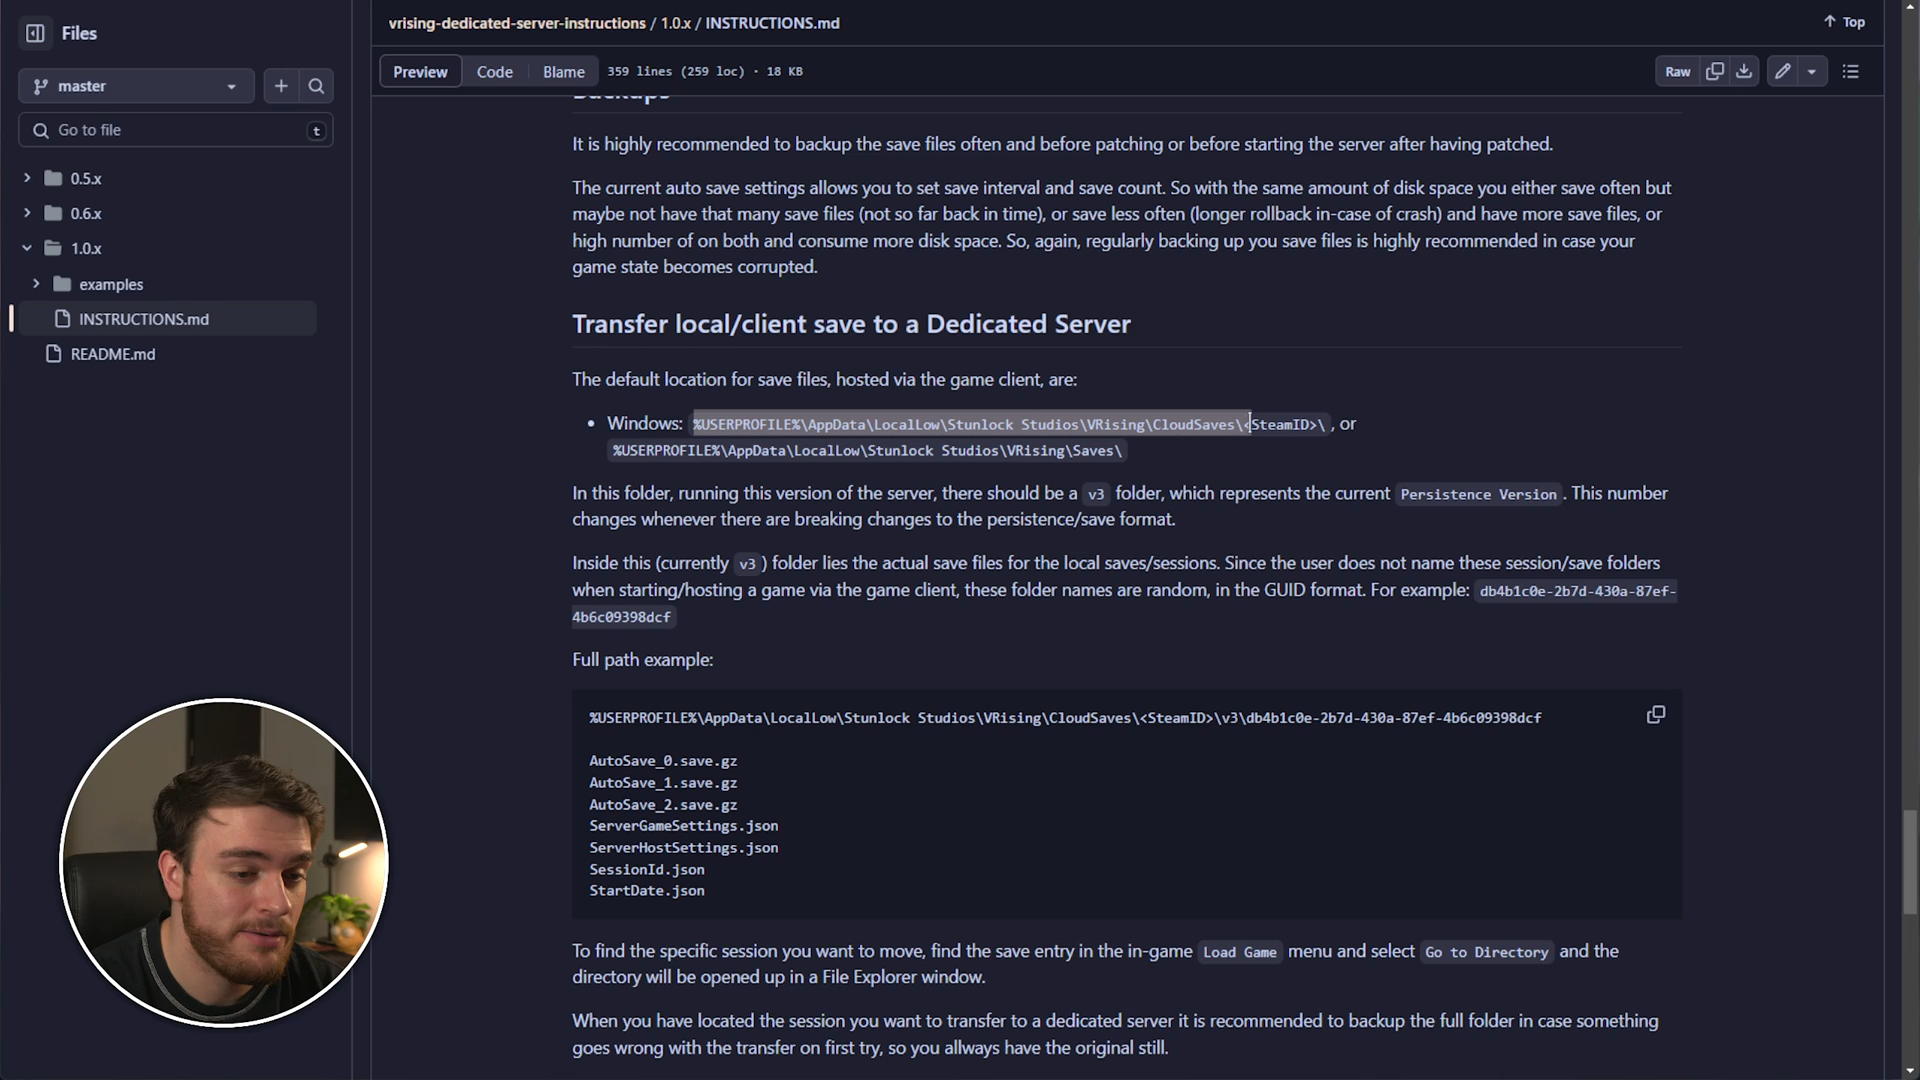 Files
master
Go to file
t
0.5.x
0.6.x
1.0.x
examples
INSTRUCTIONS.md
README.md
vrising-dedicated-server-instructions / 1.0.x / INSTRUCTIONS.md
Top
Preview
Code
Blame
359 lines (259 loc) · 18 KB
Raw
Backups
It is highly recommended to backup the save files often and before patching or before starting the server after having patched.
The current auto save settings allows you to set save interval and save count. So with the same amount of disk space you either save often but
maybe not have that many save files (not so far back in time), or save less often (longer rollback in-case of crash) and have more save files, or
high number of on both and consume more disk space. So, again, regularly backing up you save files is highly recommended in case your
game state becomes corrupted.
Transfer local/client save to a Dedicated Server
The default location for save files, hosted via the game client, are:
• Windows: %USERPROFILE%\AppData\LocalLow\Stunlock Studios\VRising\CloudSaves\<SteamID>\ , or
%USERPROFILE%\AppData\LocalLow\Stunlock Studios\VRising\Saves\
In this folder, running this version of the server, there should be a v3 folder, which represents the current Persistence Version . This number
changes whenever there are breaking changes to the persistence/save format.
Inside this (currently v3 ) folder lies the actual save files for the local saves/sessions. Since the user does not name these session/save folders
when starting/hosting a game via the game client, these folder names are random, in the GUID format. For example: db4b1c0e-2b7d-430a-87ef-
4b6c09398dcf
Full path example:
%USERPROFILE%\AppData\LocalLow\Stunlock Studios\VRising\CloudSaves\<SteamID>\v3\db4b1c0e-2b7d-430a-87ef-4b6c09398dcf
AutoSave_0.save.gz
AutoSave_1.save.gz
AutoSave_2.save.gz
ServerGameSettings.json
ServerHostSettings.json
SessionId.json
StartDate.json
To find the specific session you want to move, find the save entry in the in-game Load Game menu and select Go to Directory and the
directory will be opened up in a File Explorer window.
When you have located the session you want to transfer to a dedicated server it is recommended to backup the full folder in case something
goes wrong with the transfer on first try, so you allways have the original still.